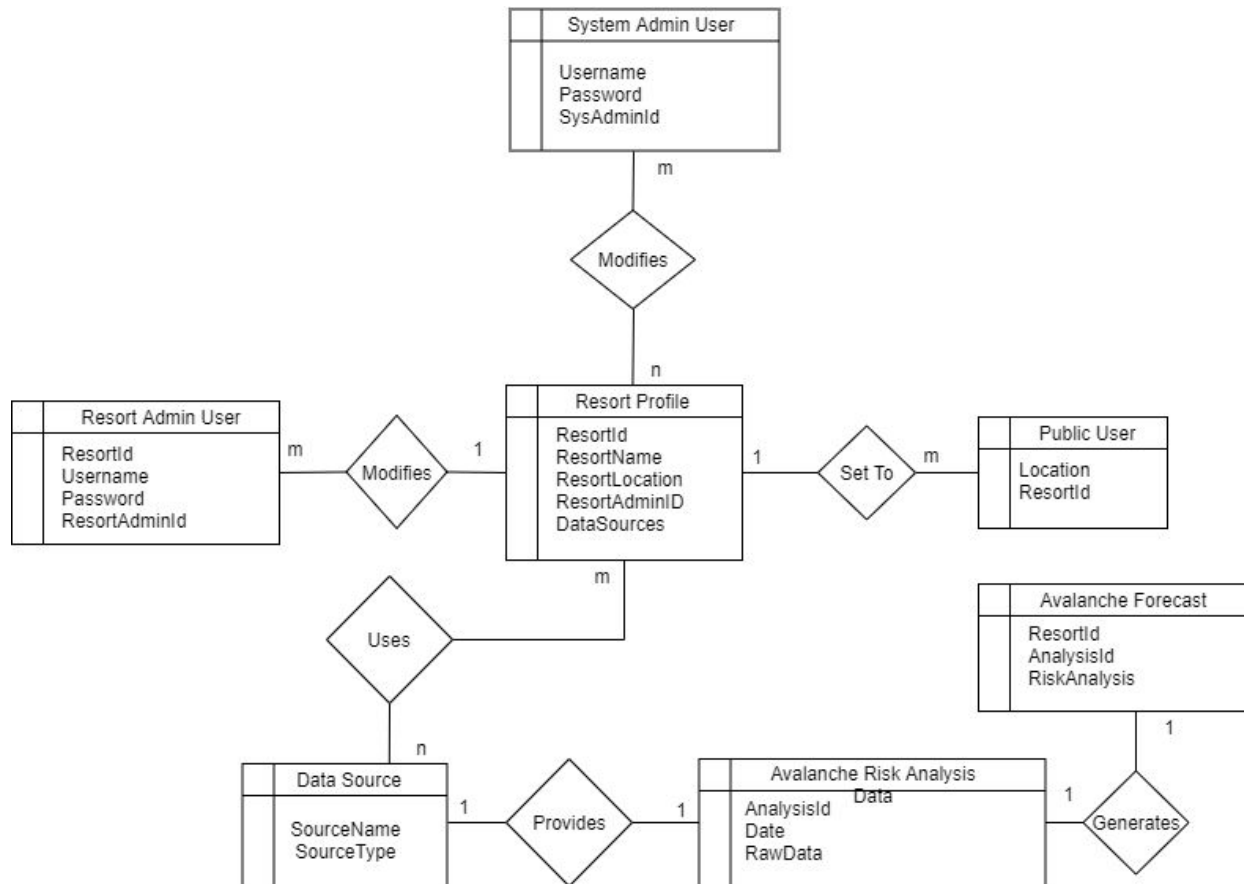 System Admin User
Username
Password
SysAdminId
m
Modifies
n
Resort Admin User
ResortId
Username
Password
ResortAdminId
m
Modifies
1
Resort Profile
ResortId
ResortName
ResortLocation
ResortAdminID
DataSources
1
Set To
m
Public User
Location
ResortId
m
Uses
n
Avalanche Forecast
ResortId
AnalysisId
RiskAnalysis
1
Data Source
SourceName
SourceType
1
Provides
1
Avalanche Risk Analysis
Data
AnalysisId
Date
RawData
1
Generates